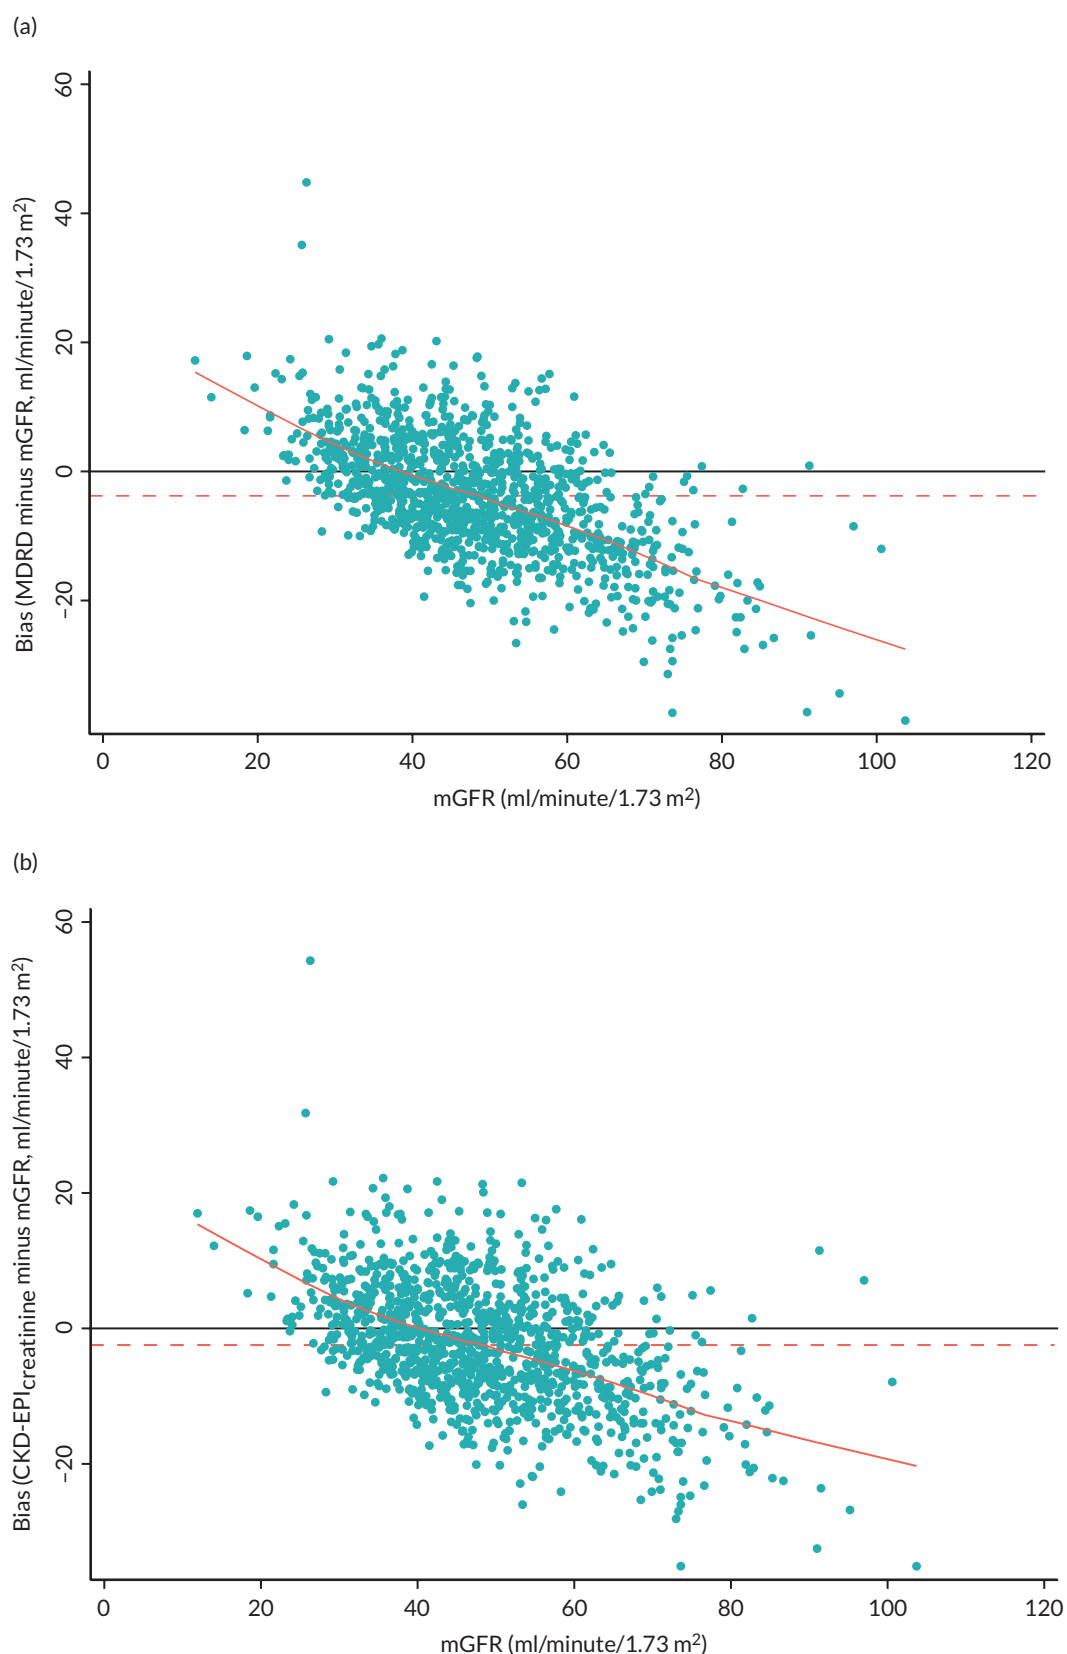 (a)
Bias (MDRD minus mGFR, ml/minute/1.73 m2)
60
40
20
0
−20
0 20 40 60 80 100 120
mGFR (ml/minute/1.73 m2)
(b)
Bias (CKD-EPIcreatinine minus mGFR, ml/minute/1.73 m2)
60
40
20
0
−20
0 20 40 60 80 100 120
mGFR (ml/minute/1.73 m2)